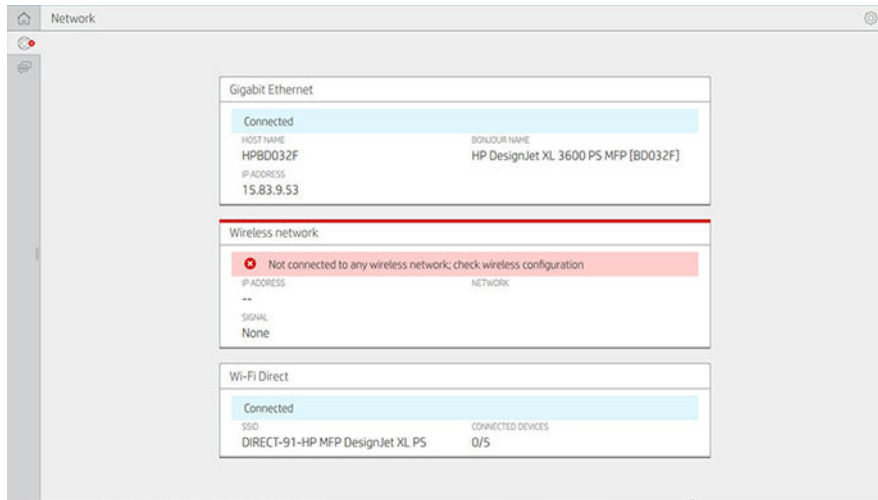 Network
Gigabit Ethernet
Connected
HOST NAME BONJOUR NAME
HPBD032F HP DesignJet XL 3600 PS MFP [BD032F]
IP ADDRESS
15.83.9.53
Wireless network
Not connected to any wireless network; check wireless configuration
IP ADDRESS NETWORK
--
SIGNAL
None
Wi-Fi Direct
Connected
SSID CONNECTED DEVICES
DIRECT-91-HP MFP DesignJet XL PS 0/5